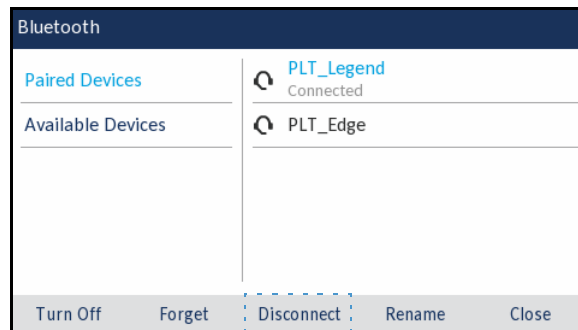 Bluetooth
Paired Devices
Available Devices
PLT_Legend
Connected
PLT_Edge
Turn Off Forget Disconnect Rename Close